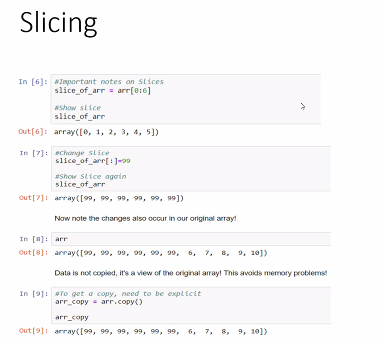 Slicing
In [6]: #Important notes on Slices
slice_of_arr = arr[0:6]
#Show slice
slice_of_arr
Out[6]: array([0, 1, 2, 3, 4, 5])
In [7]: #Change Slice
slice_of_arr[:]=99
#Show Slice again
slice_of_arr
Out[7]: array([99, 99, 99, 99, 99, 99])
Now note the changes also occur in our original array!
In [8]: arr
Out[8]: array([99, 99, 99, 99, 99, 99, 6, 7, 8, 9, 10])
Data is not copied, it's a view of the original array! This avoids memory problems!
In [9]: #To get a copy, need to be explicit
arr_copy = arr.copy()
arr_copy
Out[9]: array([99, 99, 99, 99, 99, 99, 6, 7, 8, 9, 10])